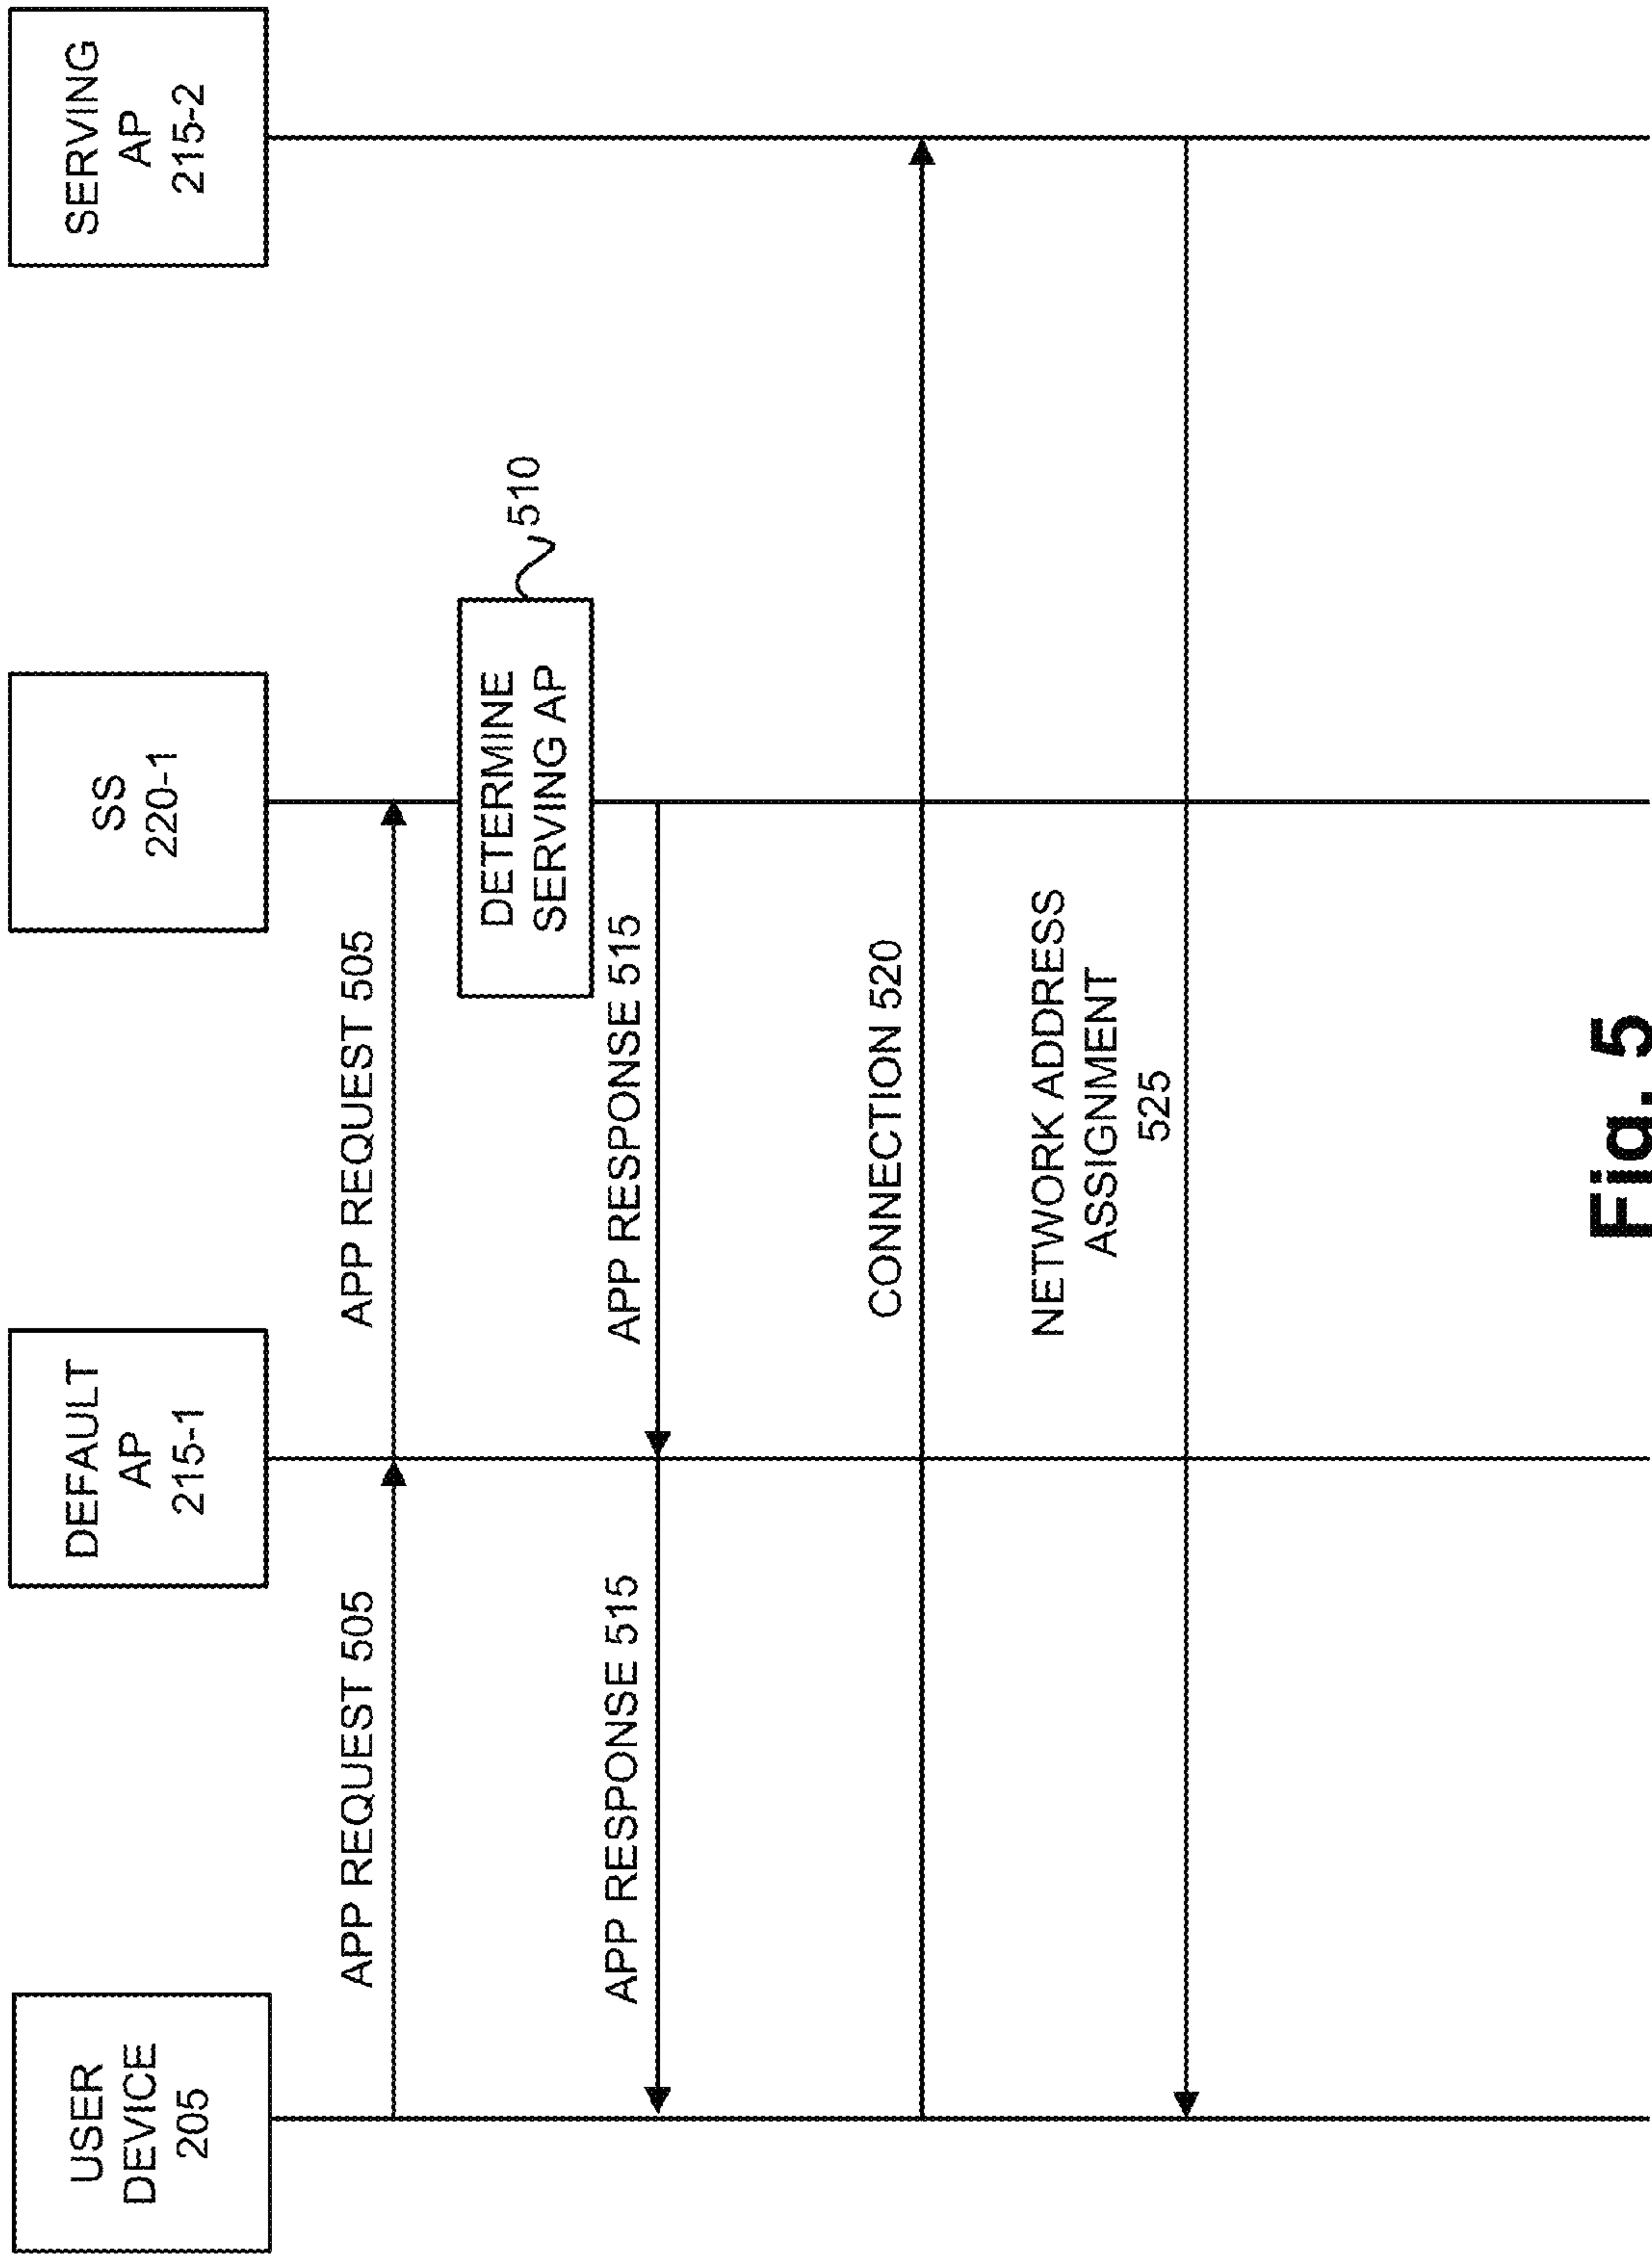 USER
DEVICE
205
DEFAULT
AP
215-1
SS
220-1
SERVING
AP
215-2
APP REQUEST 505
APP REQUEST 505
DETERMINE
SERVING AP
510
APP RESPONSE 515
APP RESPONSE 515
CONNECTION 520
NETWORK ADDRESS
ASSIGNMENT
525
Fig. 5